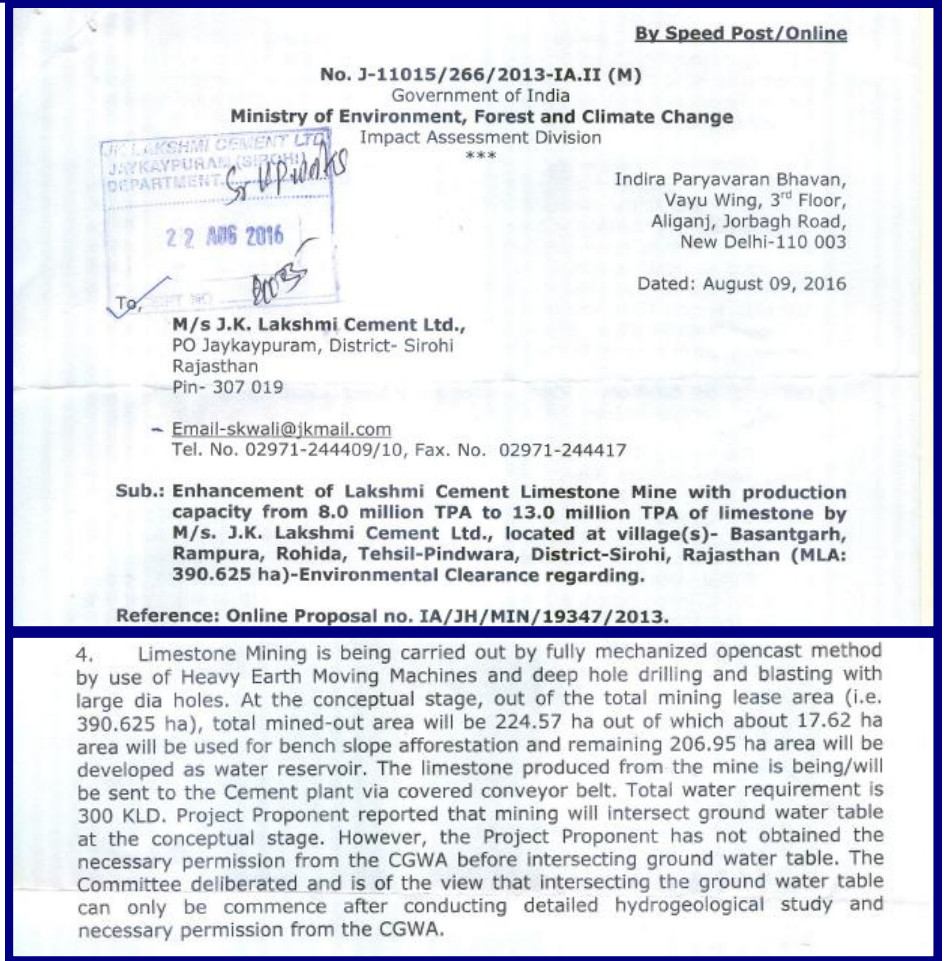 By Speed Post/Online
No. J-11015/266/2013-IA.II (M)
Government of India
Ministry of Environment, Forest and Climate Change
Impact Assessment Division
***
JK LAKSHMI CEMENT LTD
JAYKAYPURAM (SIROHI)
DEPARTMENT
22 AUG 2016
Indira Paryavaran Bhavan,
Vayu Wing, 3rd Floor,
Aliganj, Jorbagh Road,
New Delhi-110 003
Dated: August 09, 2016
To,
M/s J.K. Lakshmi Cement Ltd.,
PO Jaykaypuram, District- Sirohi
Rajasthan
Pin- 307 019
Email-skwali@jkmail.com
Tel. No. 02971-244409/10, Fax. No. 02971-244417
Sub.: Enhancement of Lakshmi Cement Limestone Mine with production
capacity from 8.0 million TPA to 13.0 million TPA of limestone by
M/s. J.K. Lakshmi Cement Ltd., located at village(s)- Basantgarh,
Rampura, Rohida, Tehsil-Pindwara, District-Sirohi, Rajasthan (MLA:
390.625 ha)-Environmental Clearance regarding.
Reference: Online Proposal no. IA/JH/MIN/19347/2013.
4. Limestone Mining is being carried out by fully mechanized opencast method
by use of Heavy Earth Moving Machines and deep hole drilling and blasting with
large dia holes. At the conceptual stage, out of the total mining lease area (i.e.
390.625 ha), total mined-out area will be 224.57 ha out of which about 17.62 ha
area will be used for bench slope afforestation and remaining 206.95 ha area will be
developed as water reservoir. The limestone produced from the mine is being/will
be sent to the Cement plant via covered conveyor belt. Total water requirement is
300 KLD. Project Proponent reported that mining will intersect ground water table
at the conceptual stage. However, the Project Proponent has not obtained the
necessary permission from the CGWA before intersecting ground water table. The
Committee deliberated and is of the view that intersecting the ground water table
can only be commence after conducting detailed hydrogeological study and
necessary permission from the CGWA.